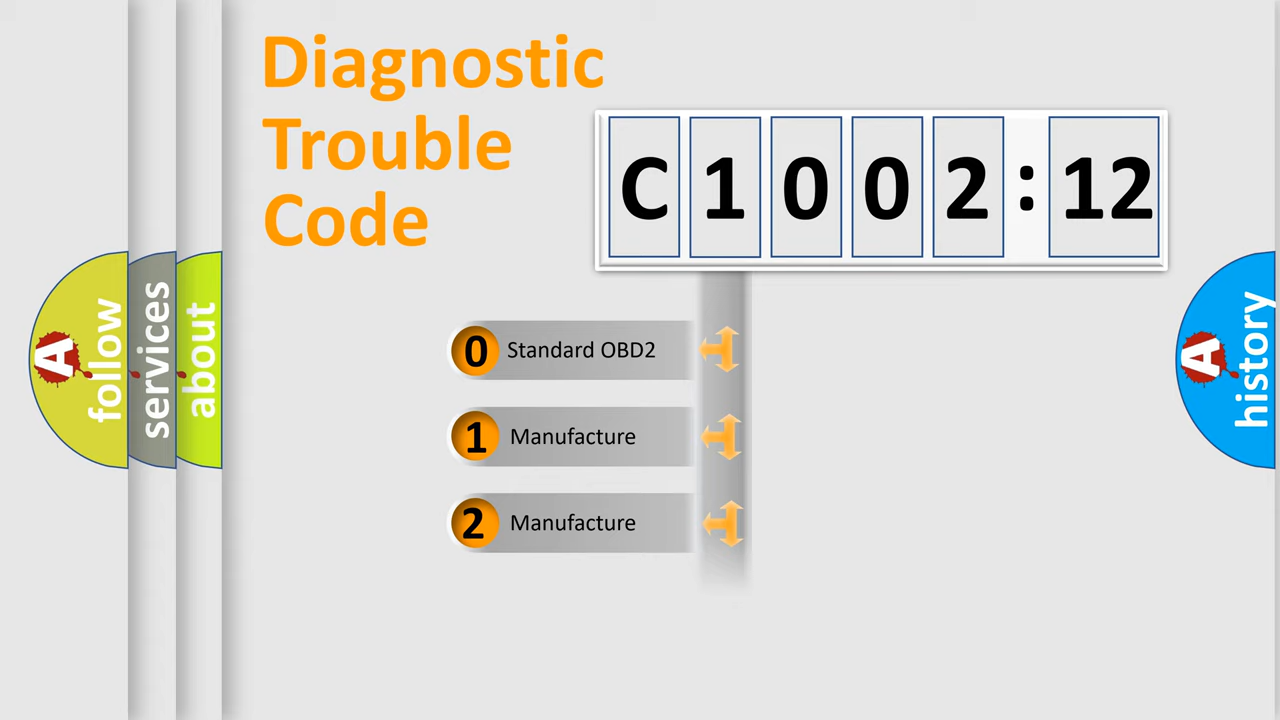 Diagnostic
Trouble
Code
C 1 0 0 2 : 12
0 Standard OBD2
1 Manufacture
2 Manufacture
A follow
services
about
A history